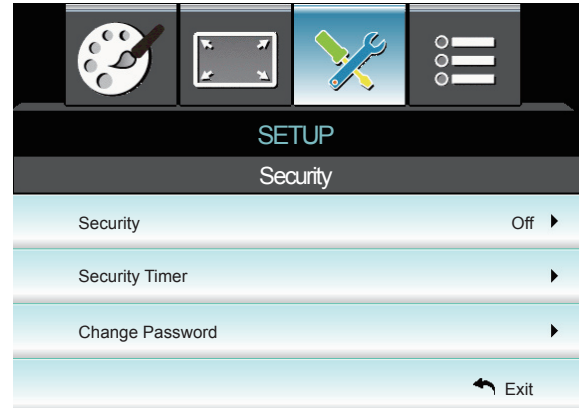 SETUP
Security
Security Off
Security Timer
Change Password
Exit